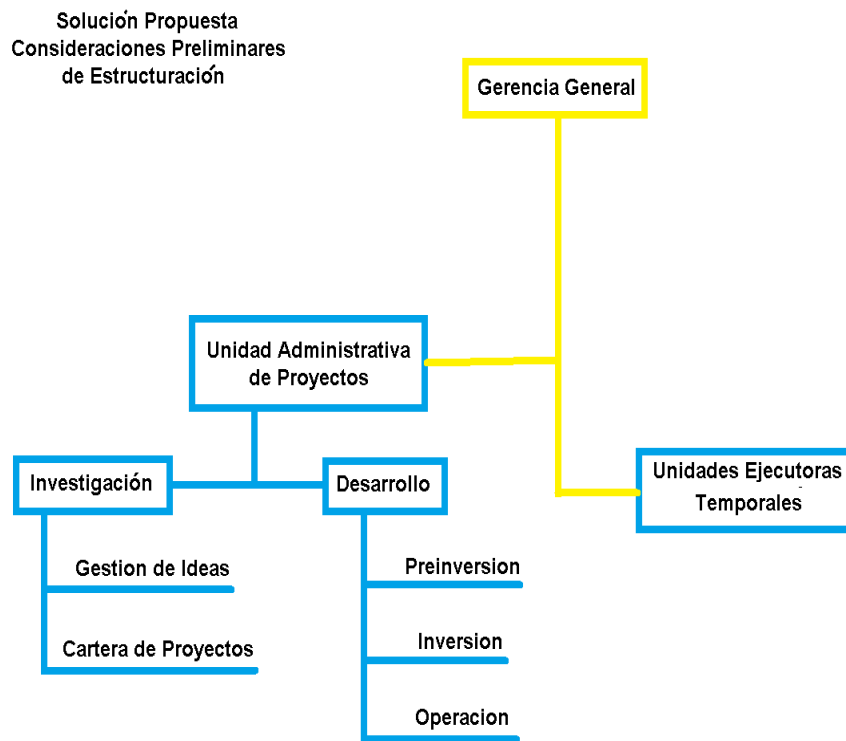 Solución Propuesta
Consideraciones Preliminares
de Estructuración
Gerencia General
Unidad Administrativa
de Proyectos
Investigación
Desarrollo
Unidades Ejecutoras
Temporales
Gestion de Ideas
Cartera de Proyectos
Preinversion
Inversion
Operacion